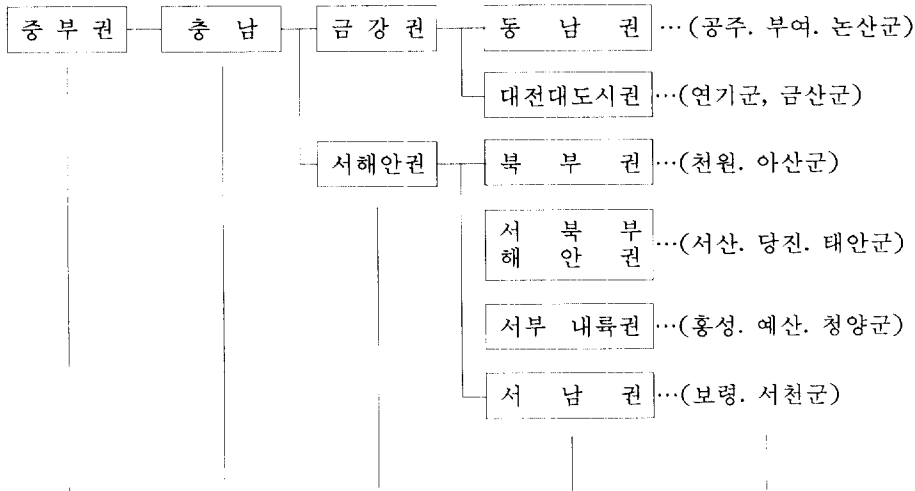 중부권 충남 금강권 동남권 …(공주. 부여. 논산군)
대전대도시권 …(연기군, 금산군)
서해안권 북부권 …(천원. 아산군)
서북부
해안권 …(서산. 당진. 태안군)
서부 내륙권 …(홍성. 예산. 청양군)
서남권 …(보령. 서천군)